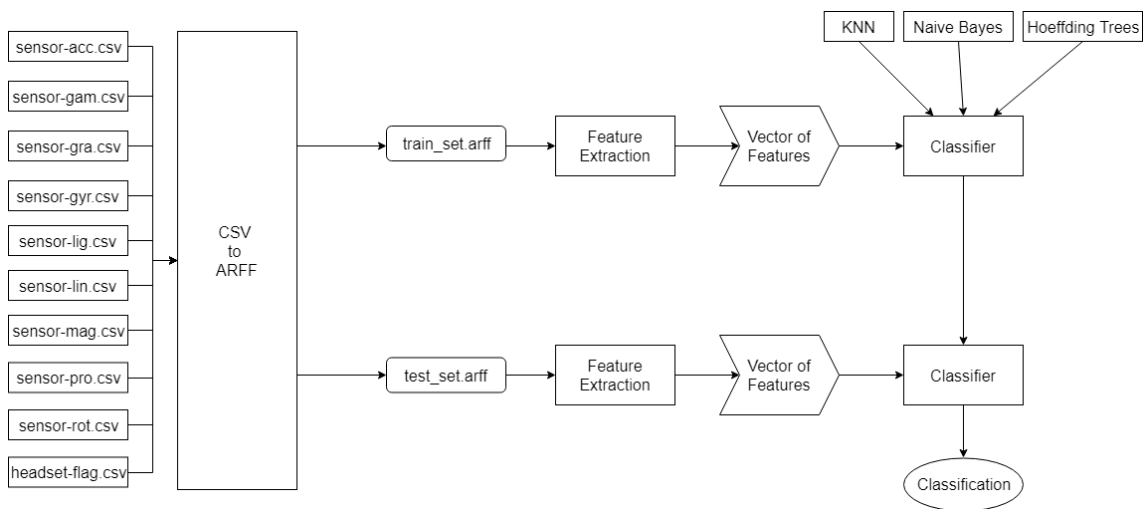 sensor-acc.csv
sensor-gam.csv
sensor-gra.csv
sensor-gyr.csv
sensor-lig.csv
sensor-lin.csv
sensor-mag.csv
sensor-pro.csv
sensor-rot.csv
headset-flag.csv
CSV
to
ARFF
train_set.arff
Feature
Extraction
Vector of
Features
KNN
Naive Bayes
Hoeffding Trees
Classifier
test_set.arff
Feature
Extraction
Vector of
Features
Classifier
Classification